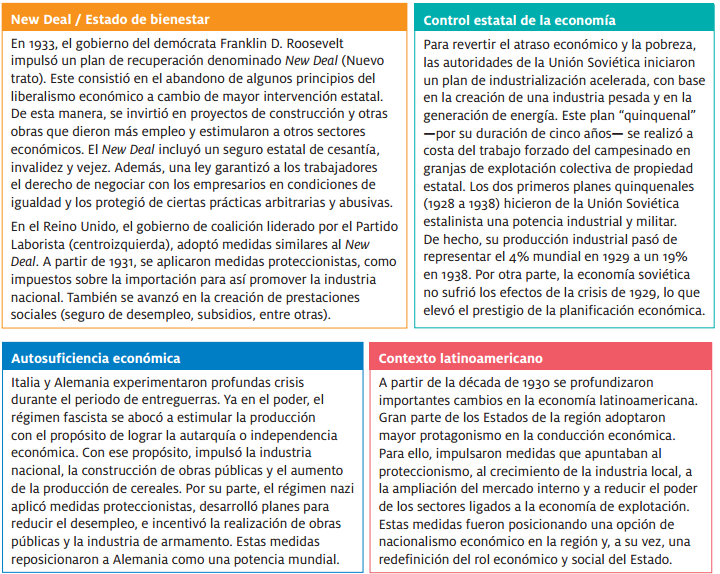 New Deal / Estado de bienestar
En 1933, el gobierno del demócrata Franklin D. Roosevelt
impulsó un plan de recuperación denominado New Deal (Nuevo
trato). Este consistió en el abandono de algunos principios del
liberalismo económico a cambio de mayor intervención estatal.
De esta manera, se invirtió en proyectos de construcción y otras
obras que dieron más empleo y estimularon a otros sectores
económicos. El New Deal incluyó un seguro estatal de cesantía,
invalidez y vejez. Además, una ley garantizó a los trabajadores
el derecho de negociar con los empresarios en condiciones de
igualdad y los protegió de ciertas prácticas arbitrarias y abusivas.
En el Reino Unido, el gobierno de coalición liderado por el Partido
Laborista (centroizquierda), adoptó medidas similares al New
Deal. A partir de 1931, se aplicaron medidas proteccionistas, como
impuestos sobre la importación para así promover la industria
nacional. También se avanzó en la creación de prestaciones
sociales (seguro de desempleo, subsidios, entre otras).
Control estatal de la economía
Para revertir el atraso económico y la pobreza,
las autoridades de la Unión Soviética iniciaron
un plan de industrialización acelerada, con base
en la creación de una industria pesada y en la
generación de energía. Este plan “quinquenal”
—por su duración de cinco años— se realizó a
costa del trabajo forzado del campesinado en
granjas de explotación colectiva de propiedad
estatal. Los dos primeros planes quinquenales
(1928 a 1938) hicieron de la Unión Soviética
estalinista una potencia industrial y militar.
De hecho, su producción industrial pasó de
representar el 4% mundial en 1929 a un 19%
en 1938. Por otra parte, la economía soviética
no sufrió los efectos de la crisis de 1929, lo que
elevó el prestigio de la planificación económica.
Autosuficiencia económica
Italia y Alemania experimentaron profundas crisis
durante el periodo de entreguerras. Ya en el poder, el
régimen fascista se abocó a estimular la producción
con el propósito de lograr la autarquía o independencia
económica. Con ese propósito, impulsó la industria
nacional, la construcción de obras públicas y el aumento
de la producción de cereales. Por su parte, el régimen nazi
aplicó medidas proteccionistas, desarrolló planes para
reducir el desempleo, e incentivó la realización de obras
públicas y la industria de armamento. Estas medidas
reposicionaron a Alemania como una potencia mundial.
Contexto latinoamericano
A partir de la década de 1930 se profundizaron
importantes cambios en la economía latinoamericana.
Gran parte de los Estados de la región adoptaron
mayor protagonismo en la conducción económica.
Para ello, impulsaron medidas que apuntaban al
proteccionismo, al crecimiento de la industria local, a
la ampliación del mercado interno y a reducir el poder
de los sectores ligados a la economía de explotación.
Estas medidas fueron posicionando una opción de
nacionalismo económico en la región y, a su vez, una
redefinición del rol económico y social del Estado.